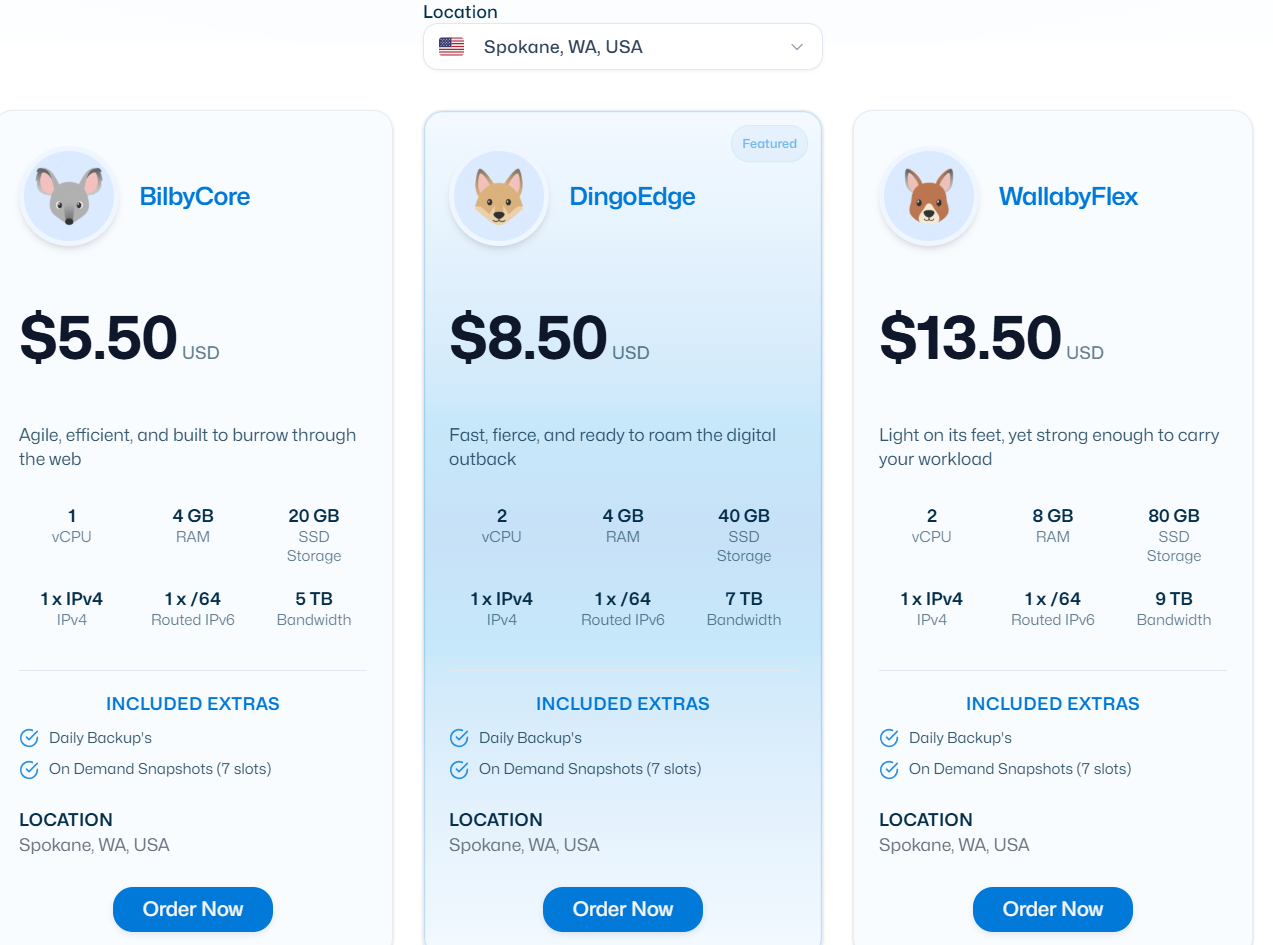 Location
Spokane, WA, USA
BilbyCore
$5.50 USD
Agile, efficient, and built to burrow through
the web
1
vCPU
4 GB
RAM
20 GB
SSD
Storage
1 x IPv4
IPv4
1 x /64
Routed IPv6
5 TB
Bandwidth
INCLUDED EXTRAS
Daily Backup's
On Demand Snapshots (7 slots)
LOCATION
Spokane, WA, USA
Order Now
Featured
DingoEdge
$8.50 USD
Fast, fierce, and ready to roam the digital
outback
2
vCPU
4 GB
RAM
40 GB
SSD
Storage
1 x IPv4
IPv4
1 x /64
Routed IPv6
7 TB
Bandwidth
INCLUDED EXTRAS
Daily Backup's
On Demand Snapshots (7 slots)
LOCATION
Spokane, WA, USA
Order Now
WallabyFlex
$13.50 USD
Light on its feet, yet strong enough to carry
your workload
2
vCPU
8 GB
RAM
80 GB
SSD
Storage
1 x IPv4
IPv4
1 x /64
Routed IPv6
9 TB
Bandwidth
INCLUDED EXTRAS
Daily Backup's
On Demand Snapshots (7 slots)
LOCATION
Spokane, WA, USA
Order Now